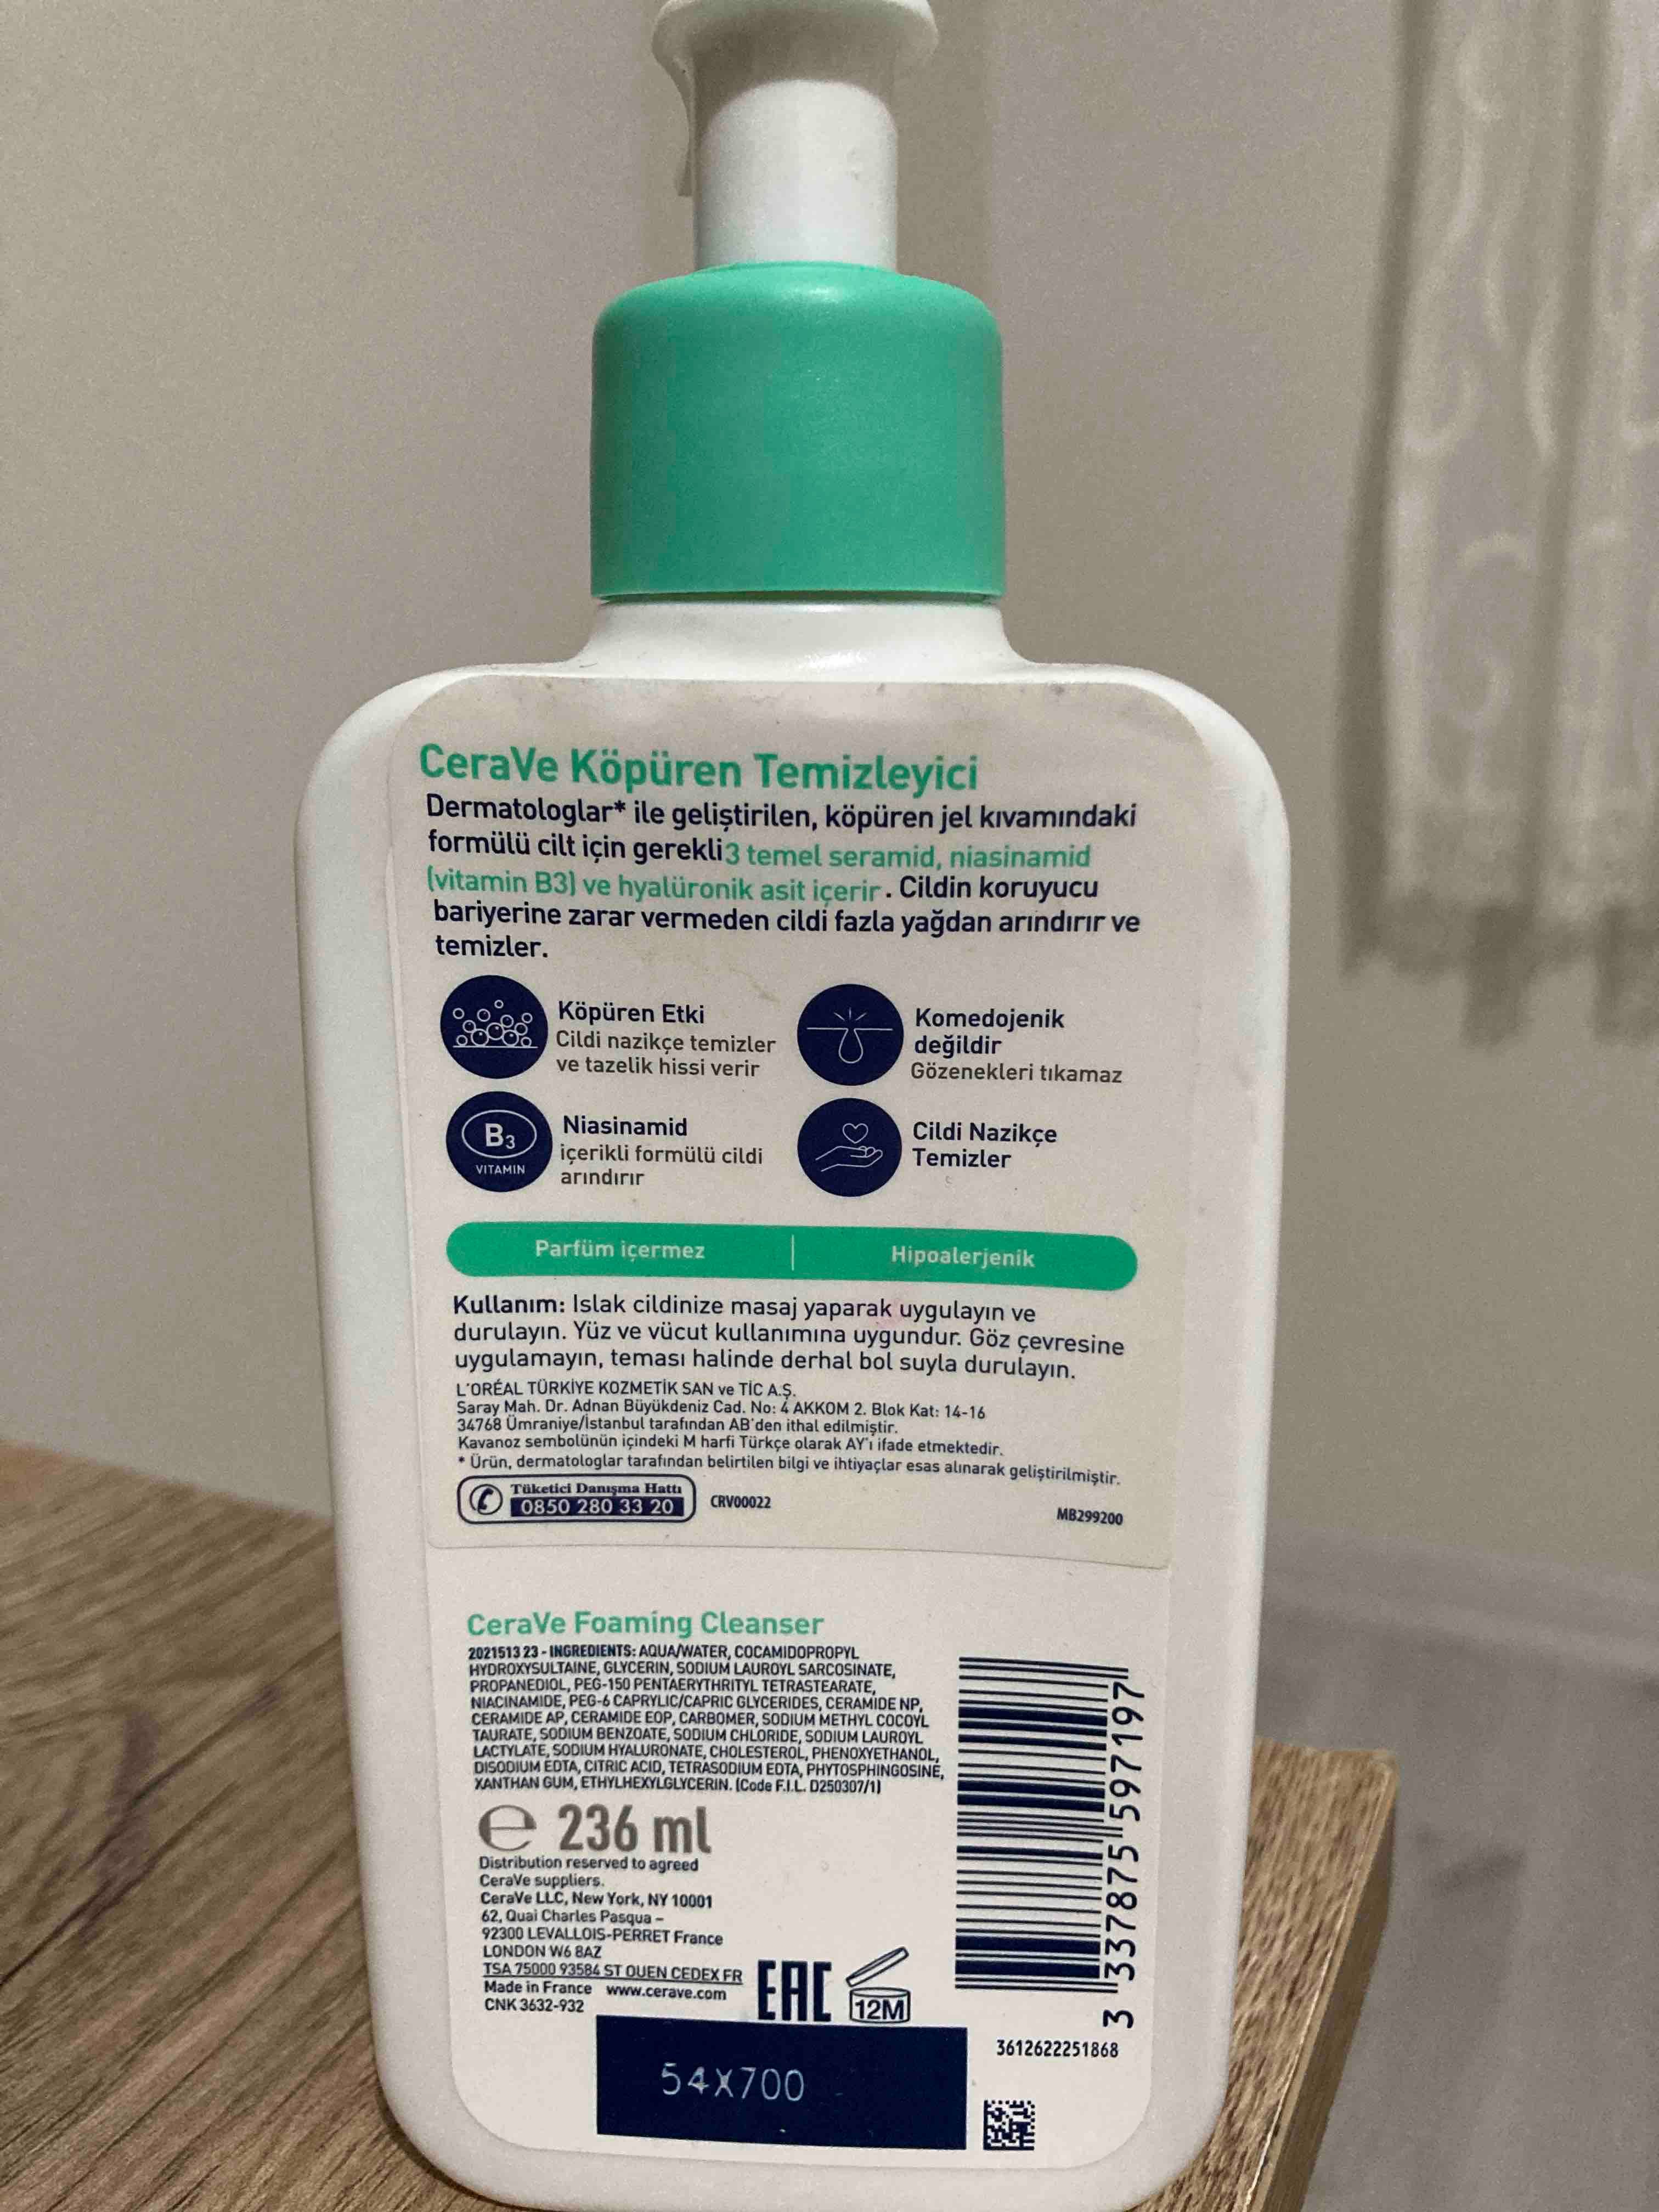 CeraVe Köpüren Temizleyici
Dermatologlar* ile geliştirilen, köpüren jel kıvamındaki
formülü cilt için gerekli3 temel seramid, niasinamid
(vitamin B3) ve hyalüronik asit içerir. Cildin koruyucu
bariyerine zarar vermeden cildi fazla yağdan arındırır ve
temizler.
Köpüren Etki
Cildi nazikçe temizler
ve tazelik hissi verir
Komedojenik
değildir
Gözenekleri tıkamaz
B3
VITAMIN
Niasinamid
içerikli formülü cildi
arındırır
Cildi Nazikçe
Temizler
Parfüm içermez | Hipoalerjenik
Kullanım: Islak cildinize masaj yaparak uygulayın ve
durulayın. Yüz ve vücut kullanımına uygundur. Göz çevresine
uygulamayın, teması halinde derhal bol suyla durulayın.
L'ORÉAL TÜRKİYE KOZMETİK SAN ve TİC A.Ş.
Saray Mah. Dr. Adnan Büyükdeniz Cad. No: 4 AKKOM 2. Blok Kat: 14-16
34768 Ümraniye/İstanbul tarafından AB'den ithal edilmiştir.
Kavanoz sembolünün içindeki M harfi Türkçe olarak AY'ı ifade etmektedir.
* Ürün, dermatologlar tarafından belirtilen bilgi ve ihtiyaçlar esas alınarak geliştirilmiştir.
Tüketici Danışma Hattı
0850 280 33 20
CRV00022
MB299200
CeraVe Foaming Cleanser
2021513 23 - INGREDIENTS: AQUA/WATER, COCAMIDOPROPYL
HYDROXYSULTAINE, GLYCERIN, SODIUM LAUROYL SARCOSINATE,
PROPANEDIOL, PEG-150 PENTAERYTHRITYL TETRASTEARATE,
NIACINAMIDE, PEG-6 CAPRYLIC/CAPRIC GLYCERIDES, CERAMIDE NP,
CERAMIDE AP, CERAMIDE EOP, CARBOMER, SODIUM METHYL COCOYL
TAURATE, SODIUM BENZOATE, SODIUM CHLORIDE, SODIUM LAUROYL
LACTYLATE, SODIUM HYALURONATE, CHOLESTEROL, PHENOXYETHANOL,
DISODIUM EDTA, CITRIC ACID, TETRASODIUM EDTA, PHYTOSPHINGOSINE,
XANTHAN GUM, ETHYLHEXYLGLYCERIN. (Code F.I.L. D250307/1)
e 236 ml
Distribution reserved to agreed
CeraVe suppliers.
CeraVe LLC, New York, NY 10001
62, Quai Charles Pasqua –
92300 LEVALLOIS-PERRET France
LONDON W6 8AZ
TSA 75000 93584 ST OUEN CEDEX FR
Made in France www.cerave.com
CNK 3632-932
EAC
12M
3 337875 597197
3612622251868
54X700